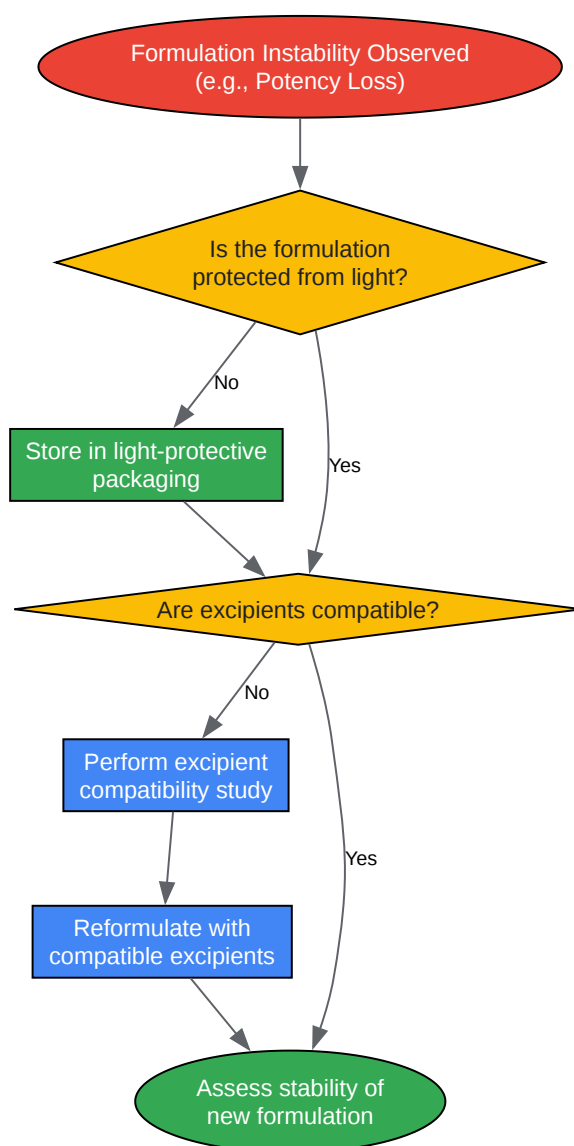 Formulation Instability Observed
(e.g., Potency Loss)
Is the formulation
protected from light?
No
Store in light-protective
packaging
Yes
Are excipients compatible?
No
Perform excipient
compatibility study
Yes
Reformulate with
compatible excipients
Assess stability of
new formulation